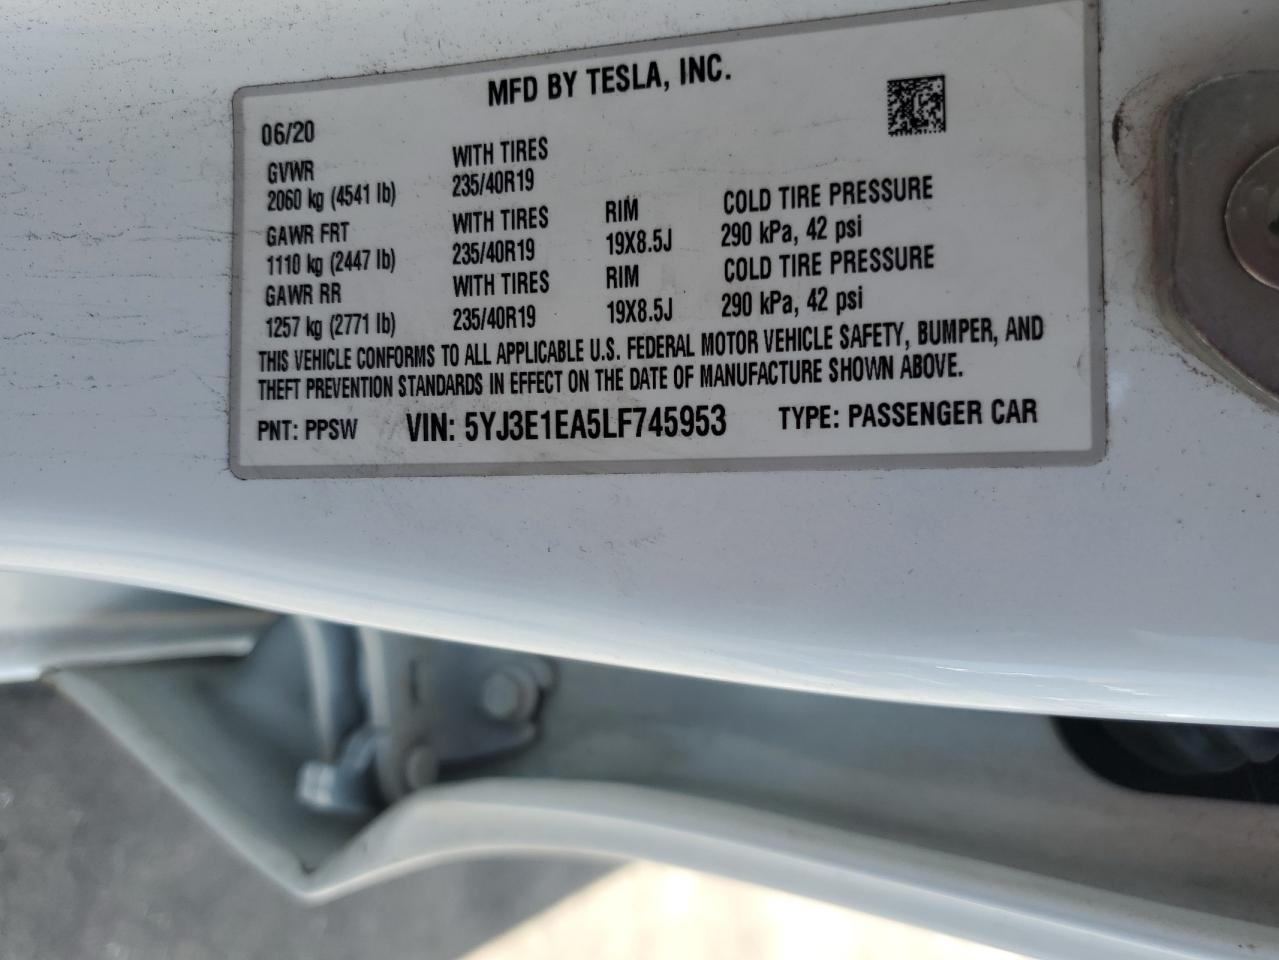 MFD BY TESLA, INC.
06/20
GVWR WITH TIRES
2060 kg (4541 lb) 235/40R19
GAWR FRT WITH TIRES RIM COLD TIRE PRESSURE
1110 kg (2447 lb) 235/40R19 19X8.5J 290 kPa, 42 psi
GAWR RR WITH TIRES RIM COLD TIRE PRESSURE
1257 kg (2771 lb) 235/40R19 19X8.5J 290 kPa, 42 psi
THIS VEHICLE CONFORMS TO ALL APPLICABLE U.S. FEDERAL MOTOR VEHICLE SAFETY, BUMPER, AND
THEFT PREVENTION STANDARDS IN EFFECT ON THE DATE OF MANUFACTURE SHOWN ABOVE.
PNT: PPSW VIN: 5YJ3E1EA5LF745953 TYPE: PASSENGER CAR